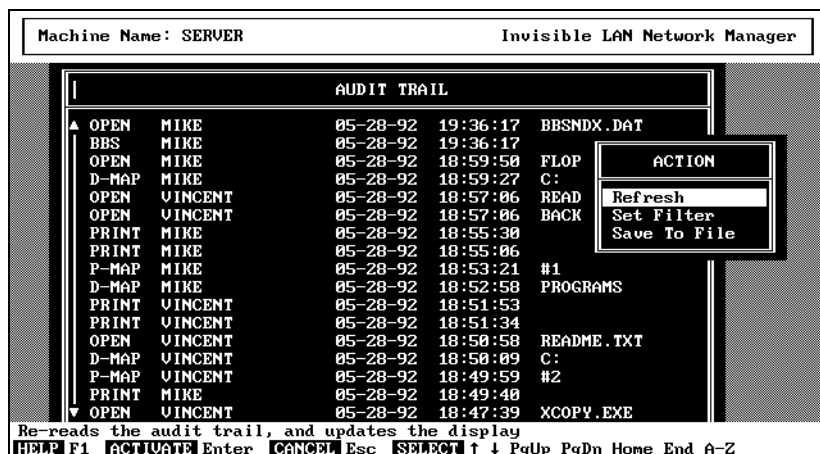 Machine Name: SERVER Invisible LAN Network Manager
AUDIT TRAIL
OPEN MIKE 05-28-92 19:36:17 BBSNDX.DAT
BBS MIKE 05-28-92 19:36:17
OPEN MIKE 05-28-92 18:59:50 FLOP
D-MAP MIKE 05-28-92 18:59:27 C:
OPEN VINCENT 05-28-92 18:57:06 READ
OPEN VINCENT 05-28-92 18:57:06 BACK
PRINT MIKE 05-28-92 18:55:30
PRINT MIKE 05-28-92 18:55:06
P-MAP MIKE 05-28-92 18:53:21 #1
D-MAP MIKE 05-28-92 18:52:58 PROGRAMS
PRINT VINCENT 05-28-92 18:51:53
PRINT VINCENT 05-28-92 18:51:34
OPEN VINCENT 05-28-92 18:50:58 README.TXT
D-MAP VINCENT 05-28-92 18:50:09 C:
P-MAP VINCENT 05-28-92 18:49:59 #2
PRINT MIKE 05-28-92 18:49:40
OPEN VINCENT 05-28-92 18:47:39 XCOPY.EXE
ACTION
Refresh
Set Filter
Save To File
Re-reads the audit trail, and updates the display
HELP F1 ACTIVATE Enter CANCEL Esc SELECT ↑ ↓ PgUp PgDn Home End A-Z